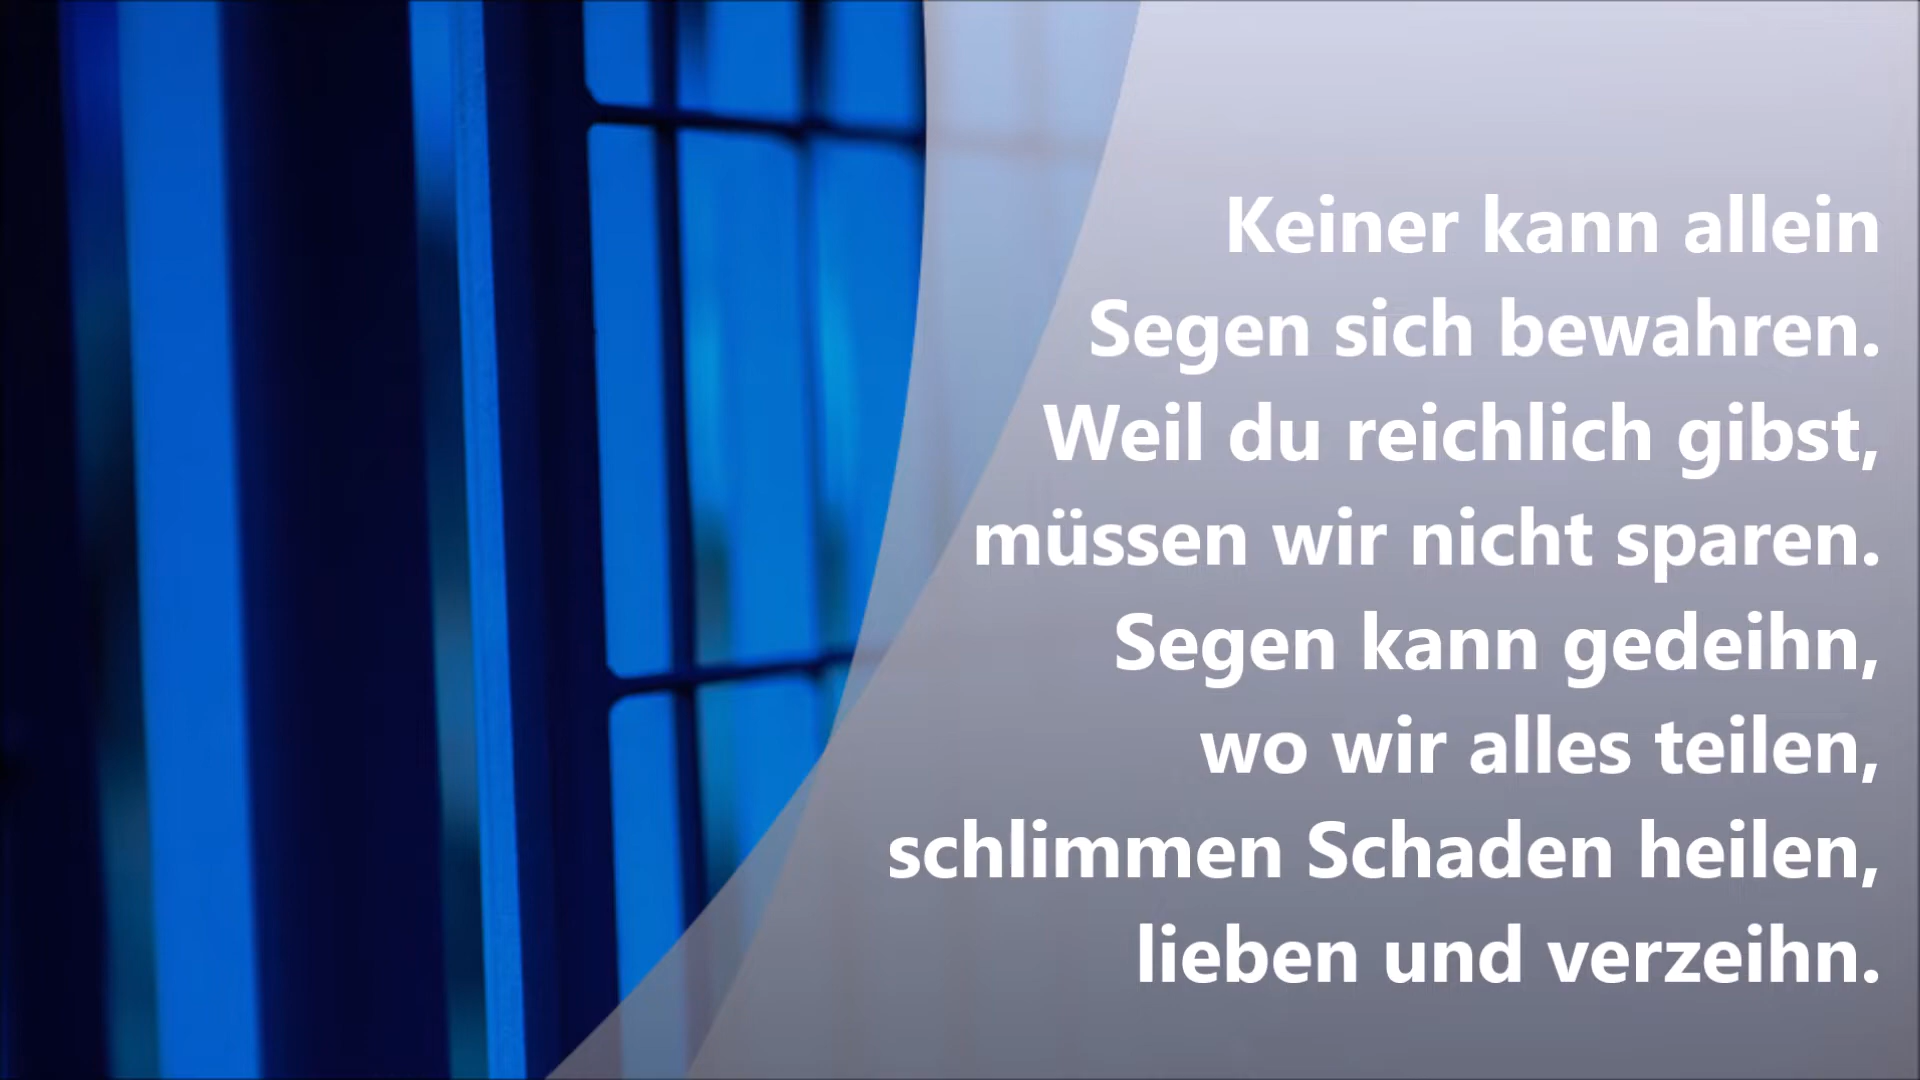 Keiner kann allein
Segen sich bewahren.
Weil du reichlich gibst,
müssen wir nicht sparen.
Segen kann gedeihn,
wo wir alles teilen,
schlimmen Schaden heilen,
lieben und verzeihn.